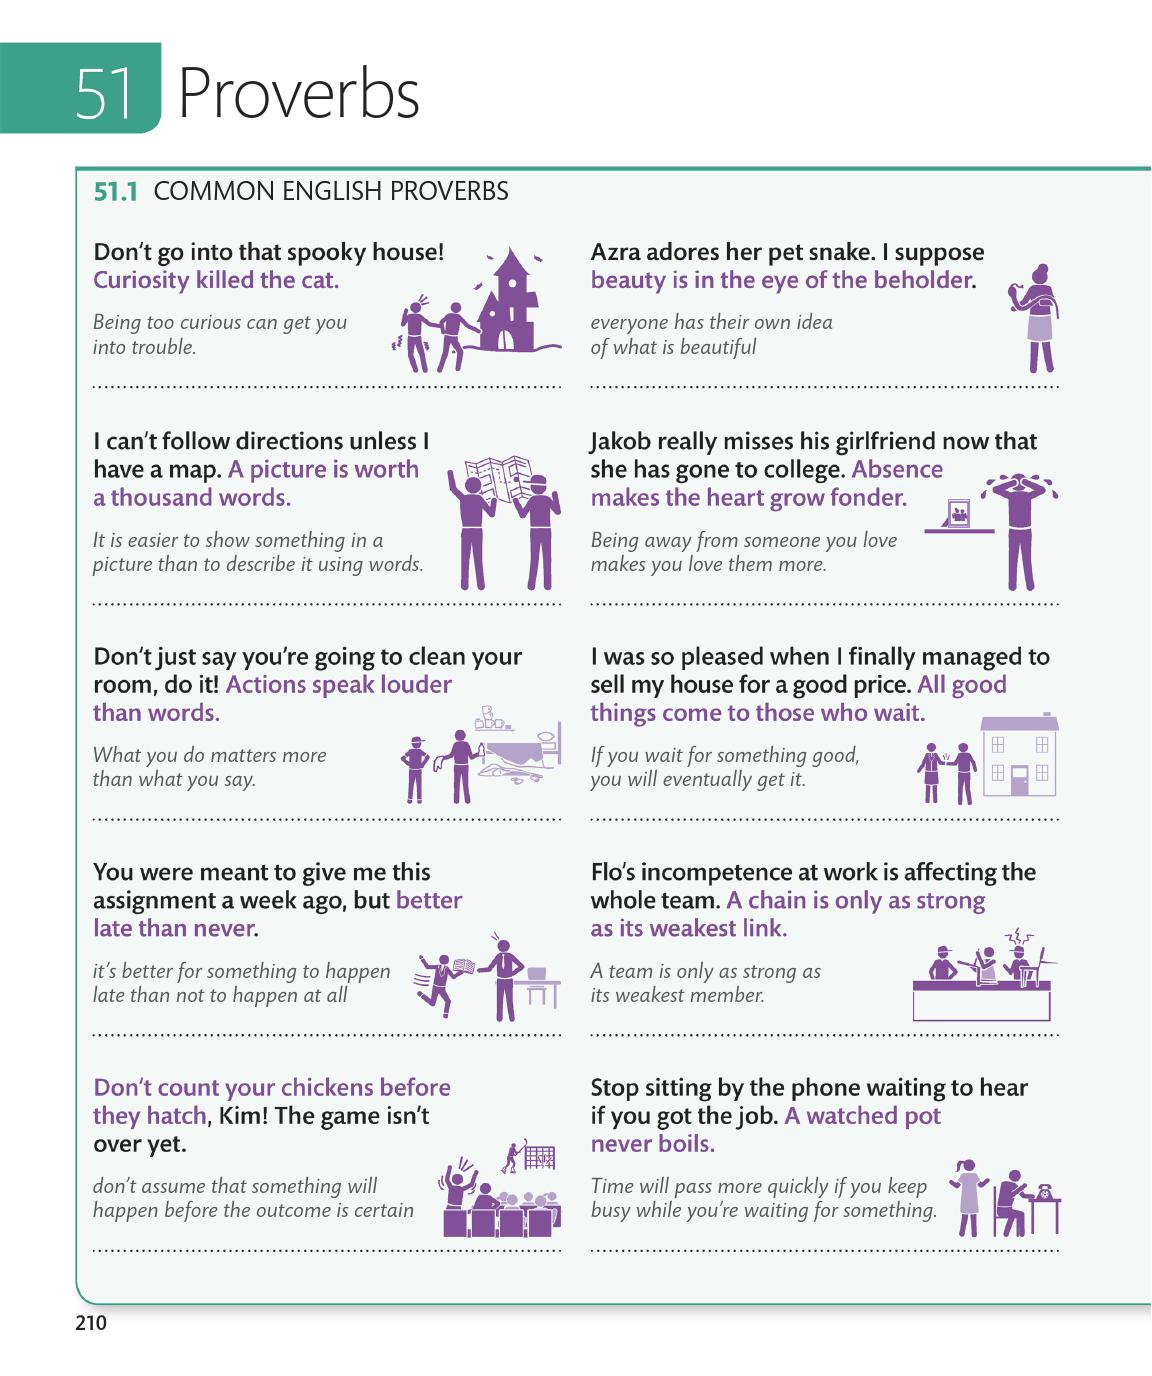 51 Proverbs
51.1 COMMON ENGLISH PROVERBS
Don’t go into that spooky house!
Curiosity killed the cat.
Being too curious can get you
into trouble.
Azra adores her pet snake. I suppose
beauty is in the eye of the beholder.
everyone has their own idea
of what is beautiful
I can’t follow directions unless I
have a map. A picture is worth
a thousand words.
It is easier to show something in a
picture than to describe it using words.
Jakob really misses his girlfriend now that
she has gone to college. Absence
makes the heart grow fonder.
Being away from someone you love
makes you love them more.
Don’t just say you’re going to clean your
room, do it! Actions speak louder
than words.
What you do matters more
than what you say.
I was so pleased when I finally managed to
sell my house for a good price. All good
things come to those who wait.
If you wait for something good,
you will eventually get it.
You were meant to give me this
assignment a week ago, but better
late than never.
it’s better for something to happen
late than not to happen at all
Flo’s incompetence at work is affecting the
whole team. A chain is only as strong
as its weakest link.
A team is only as strong as
its weakest member.
Don’t count your chickens before
they hatch, Kim! The game isn’t
over yet.
don’t assume that something will
happen before the outcome is certain
Stop sitting by the phone waiting to hear
if you got the job. A watched pot
never boils.
Time will pass more quickly if you keep
busy while you’re waiting for something.
210